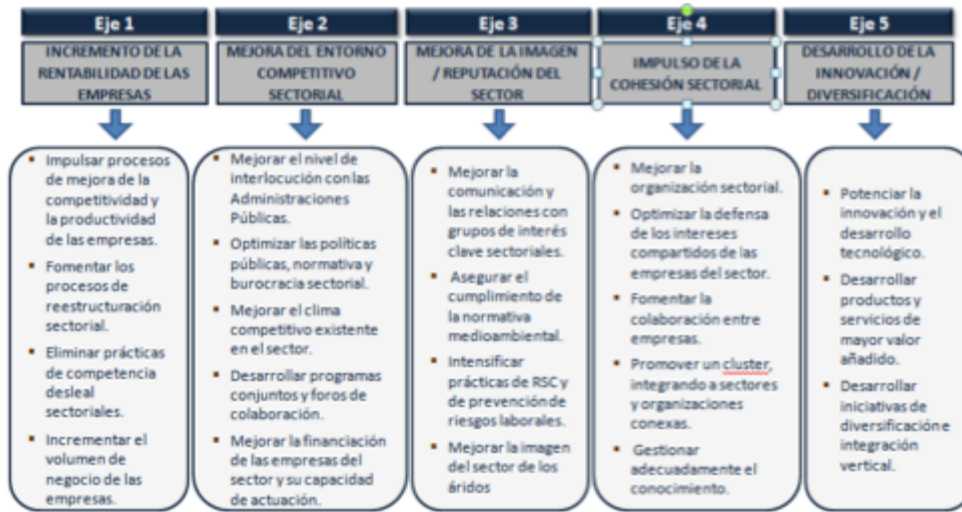 Eje 1
INCREMENTO DE LA
RENTABILIDAD DE LAS
EMPRESAS
Impulsar procesos
de mejora de la
competitividad y
la productividad
de las empresas.
Fomentar los
procesos de
reestructuración
sectorial.
Eliminar prácticas
de competencia
desleal
sectoriales.
Incrementar el
volumen de
negocio de las
empresas.
Eje 2
MEJORA DEL ENTORNO
COMPETITIVO
SECTORIAL
Mejorar el nivel de
interlocución con las
Administraciones
Públicas.
Optimizar las políticas
públicas, normativa y
burocracia sectorial.
Mejorar el clima
competitivo existente
en el sector.
Desarrollar programas
conjuntos y foros de
colaboración.
Mejorar la financiación
de las empresas del
sector y su capacidad
de actuación.
Eje 3
MEJORA DE LA IMAGEN
/ REPUTACIÓN DEL
SECTOR
Mejorar la
comunicación y
las relaciones con
grupos de interés
clave sectoriales.
Asegurar el
cumplimiento de
la normativa
medioambiental.
Intensificar
prácticas de RSC y
de prevención de
riesgos laborales.
Mejorar la imagen
del sector de los
áridos
Eje 4
IMPULSO DE LA
COHESIÓN SECTORIAL
Mejorar la
organización sectorial.
Optimizar la defensa
de los intereses
compartidos de las
empresas del sector.
Fomentar la
colaboración entre
empresas.
Promover un cluster,
integrando a sectores
y organizaciones
conexas.
Gestionar
adecuadamente el
conocimiento.
Eje 5
DESARROLLO DE LA
INNOVACIÓN /
DIVERSIFICACIÓN
Potenciar la
innovación y el
desarrollo
tecnológico.
Desarrollar
productos y
servicios de
mayor valor
añadido.
Desarrollar
iniciativas de
diversificación e
integración
vertical.